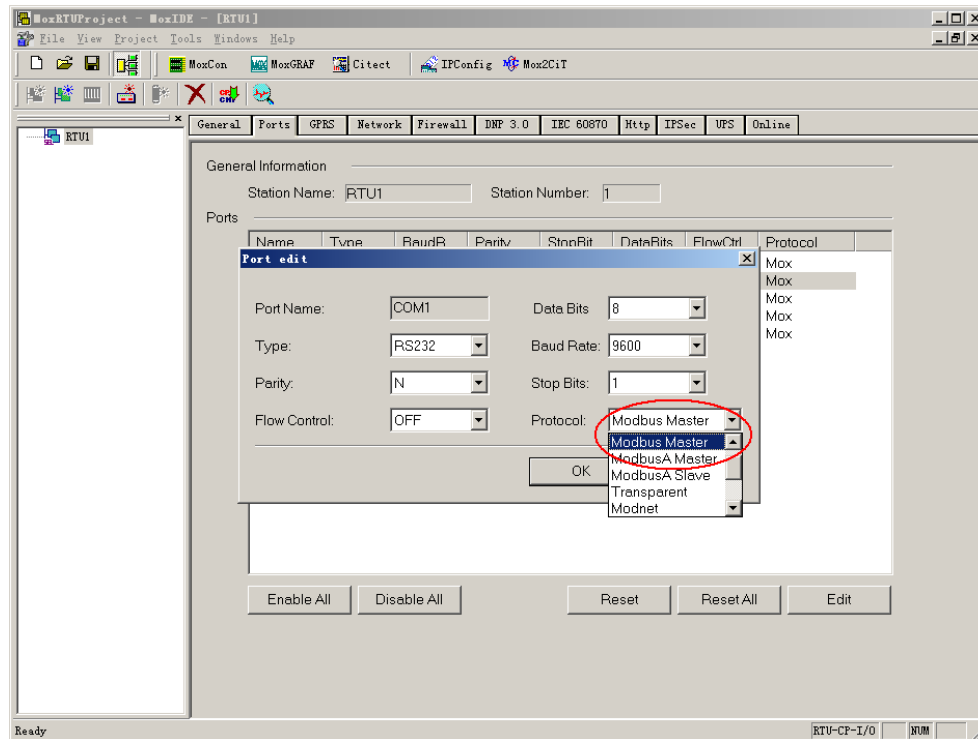 MoxRTUProject - MoxIDE - [RTU1]
File View Project Tools Windows Help
MoxCon MoxGRAF Citect IPConfig Mox2CiT
RTU1
General Ports GPRS Network Firewall DNP 3.0 IEC 60870 Http IPSec UPS Online
General Information
Station Name: RTU1 Station Number: 1
Ports
Name Type BaudR Parity StopBit DataBits FlowCtrl Protocol
Port edit
Mox
Mox
Mox
Mox
Mox
Port Name: COM1 Data Bits 8
Type: RS232 Baud Rate: 9600
Parity: N Stop Bits: 1
Flow Control: OFF Protocol: Modbus Master
Modbus Master
ModbusA Master
ModbusA Slave
Transparent
Modnet
OK
Enable All Disable All Reset Reset All Edit
Ready RTU-CP-I/O NUM